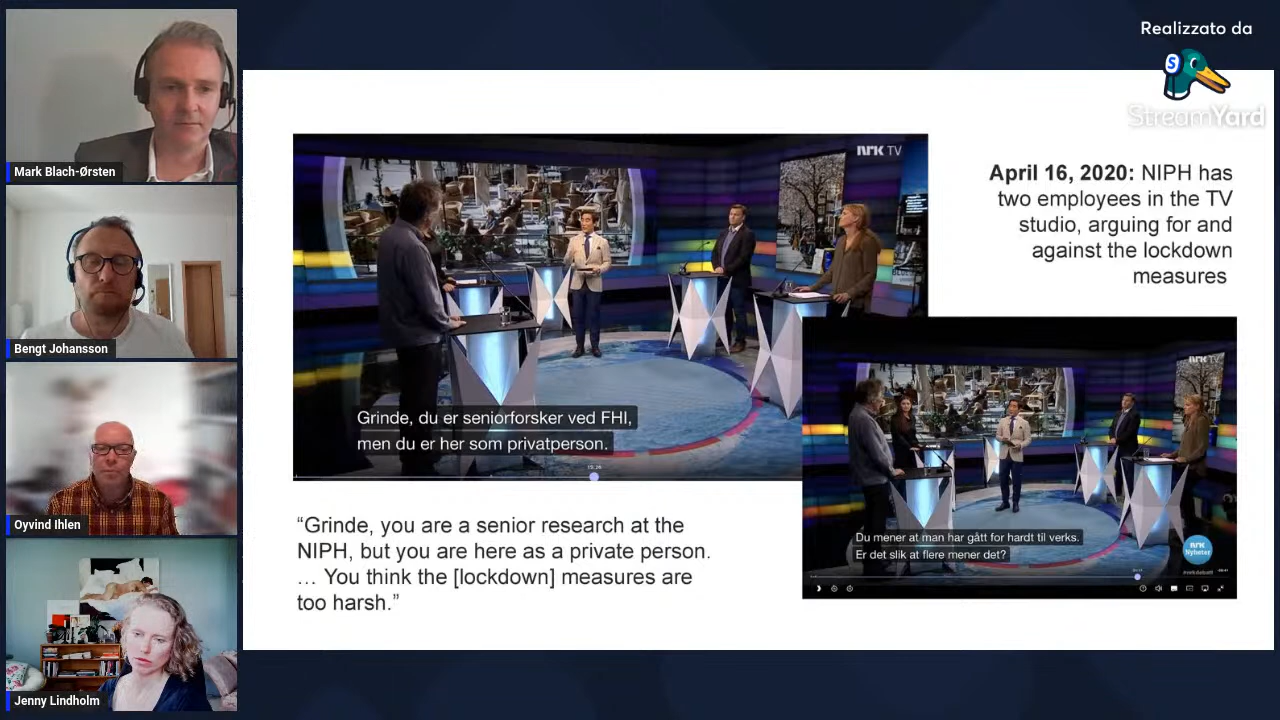 Mark Blach-Ørsten
Bengt Johansson
Oyvind Ihlen
Jenny Lindholm
Realizzato da
S
StreamYard
NRK TV
Grinde, du er seniorforsker ved FHI,
men du er her som privatperson.
April 16, 2020: NIPH has
two employees in the TV
studio, arguing for and
against the lockdown
measures
NRK TV
Du mener at man har gått for hardt til verks.
Er det slik at flere mener det?
NRK
Nyheter
“Grinde, you are a senior research at the
NIPH, but you are here as a private person.
… You think the [lockdown] measures are
too harsh.”